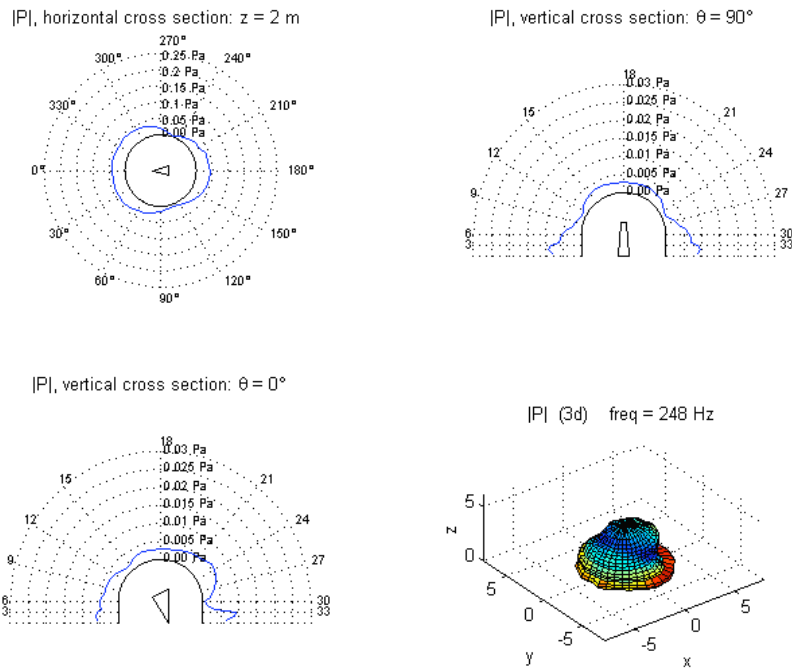 |P|, horizontal cross section: z = 2 m
270°
300°
0.25 Pa
240°
0.2 Pa
330°
0.15 Pa
210°
0.1 Pa
0.05 Pa
0.00 Pa
0°
180°
30°
150°
60°
120°
90°
|P|, vertical cross section: θ = 90°
18
0.03 Pa
15
0.025 Pa
21
0.02 Pa
12
0.015 Pa
24
0.01 Pa
9
0.005 Pa
27
0.00 Pa
6
30
3
33
|P|, vertical cross section: θ = 0°
18
0.03 Pa
15
0.025 Pa
21
0.02 Pa
12
0.015 Pa
24
0.01 Pa
9
0.005 Pa
27
0.00 Pa
6
30
3
33
|P| (3d) freq = 248 Hz
5
z
0
5
0
-5
y
-5
0
5
x